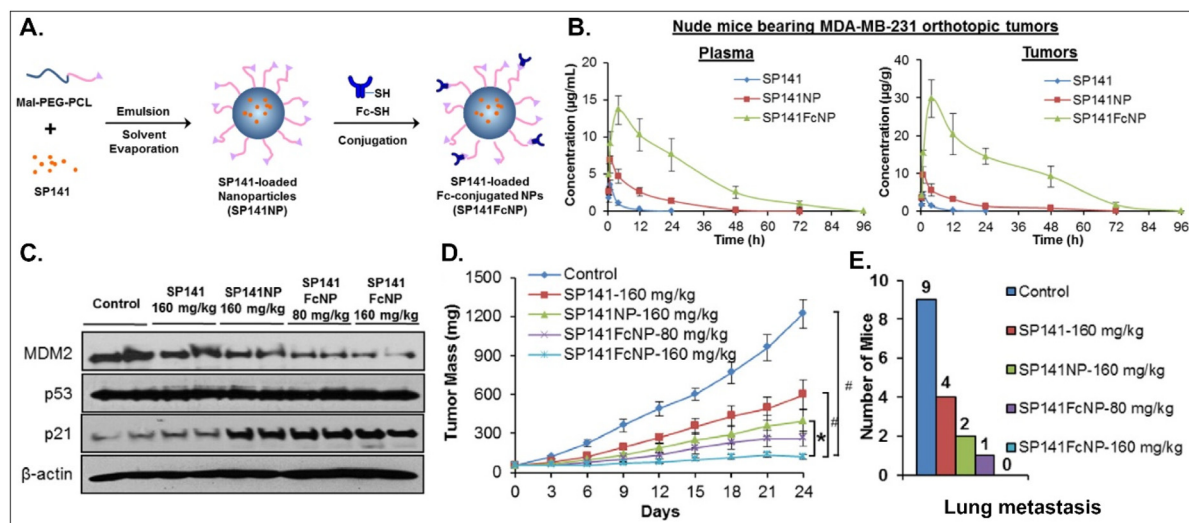 A.
Mal-PEG-PCL
+
SP141
Emulsion
Solvent
Evaporation
SP141-loaded
Nanoparticles
(SP141NP)
SH
Fc-SH
Conjugation
SP141-loaded
Fc-conjugated NPs
(SP141FcNP)
B.
Nude mice bearing MDA-MB-231 orthotopic tumors
Plasma
Concentration (µg/mL)
20
15
10
5
0
SP141
SP141NP
SP141FcNP
0 12 24 36 48 60 72 84 96
Time (h)
Tumors
Concentration (µg/g)
40
30
20
10
0
SP141
SP141NP
SP141FcNP
0 12 24 36 48 60 72 84 96
Time (h)
C.
Control
SP141
160 mg/kg
SP141NP
160 mg/kg
SP141
FcNP
80 mg/kg
SP141
FcNP
160 mg/kg
MDM2
p53
p21
β-actin
D.
Tumor Mass (mg)
1500
1200
900
600
300
0
Control
SP141-160 mg/kg
SP141NP-160 mg/kg
SP141FcNP-80 mg/kg
SP141FcNP-160 mg/kg
#
#
*
0 3 6 9 12 15 18 21 24
Days
E.
Number of Mice
10
8
6
4
2
0
9
4
2
1
0
Control
SP141-160 mg/kg
SP141NP-160 mg/kg
SP141FcNP-80 mg/kg
SP141FcNP-160 mg/kg
Lung metastasis